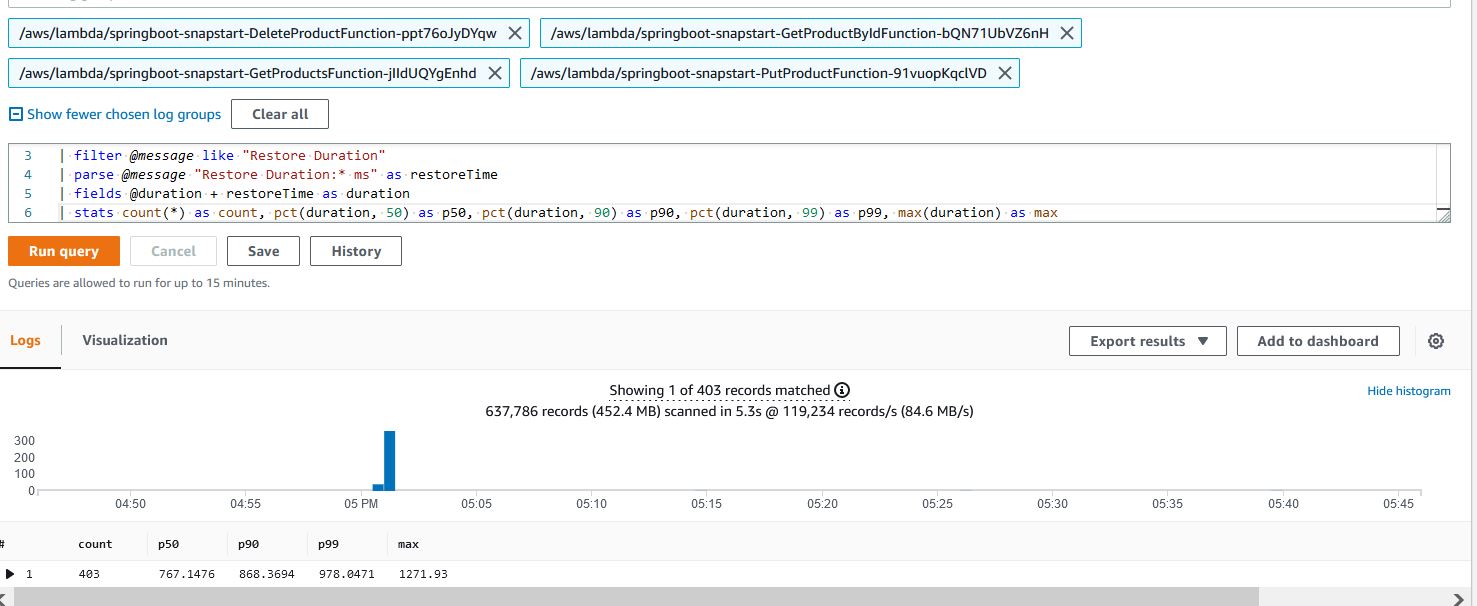 /aws/lambda/springboot-snapstart-DeleteProductFunction-ppt76oJyDYqw
/aws/lambda/springboot-snapstart-GetProductByIdFunction-bQN71UbVZ6nH
/aws/lambda/springboot-snapstart-GetProductsFunction-jIIdUQYgEnhd
/aws/lambda/springboot-snapstart-PutProductFunction-91vuopKqclVD
Show fewer chosen log groups
Clear all
3 | filter @message like "Restore Duration"
4 | parse @message "Restore Duration:* ms" as restoreTime
5 | fields @duration + restoreTime as duration
6 | stats count(*) as count, pct(duration, 50) as p50, pct(duration, 90) as p90, pct(duration, 99) as p99, max(duration) as max
Run query Cancel Save History
Queries are allowed to run for up to 15 minutes.
Logs Visualization Export results Add to dashboard
Showing 1 of 403 records matched
Hide histogram
637,786 records (452.4 MB) scanned in 5.3s @ 119,234 records/s (84.6 MB/s)
300
200
100
0
04:50 04:55 05 PM 05:05 05:10 05:15 05:20 05:25 05:30 05:35 05:40 05:45
# count p50 p90 p99 max
1 403 767.1476 868.3694 978.0471 1271.93